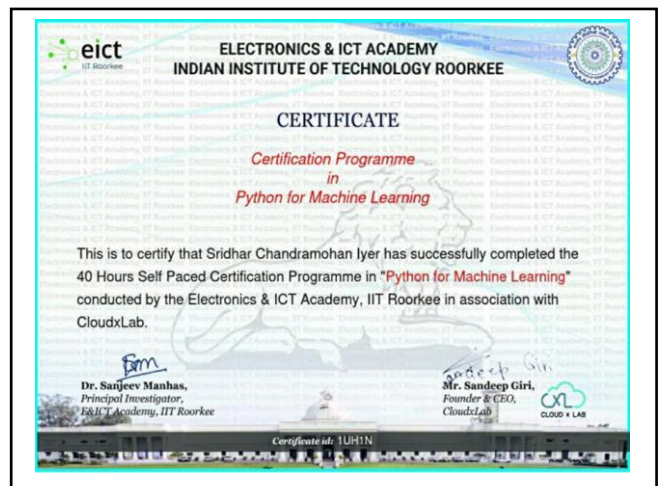 eict
IIT Roorkee
ELECTRONICS & ICT ACADEMY
INDIAN INSTITUTE OF TECHNOLOGY ROORKEE
CERTIFICATE
Certification Programme
in
Python for Machine Learning
This is to certify that Sridhar Chandramohan Iyer has successfully completed the
40 Hours Self Paced Certification Programme in "Python for Machine Learning"
conducted by the Electronics & ICT Academy, IIT Roorkee in association with
CloudxLab.
Sandeep Giri
Dr. Sanjeev Manhas,
Principal Investigator,
E&ICT Academy, IIT Roorkee
Mr. Sandeep Giri,
Founder & CEO,
CloudxLab
CLOUD X LAB
Certificate id: 1UH1N